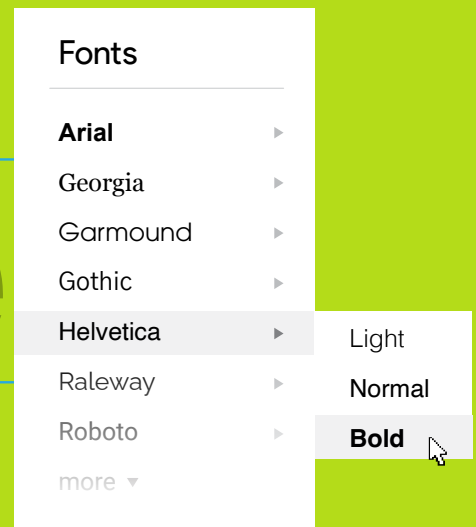 Fonts
Arial
Georgia
Garmound
Gothic
Helvetica
Light
Raleway
Normal
Roboto
Bold
more